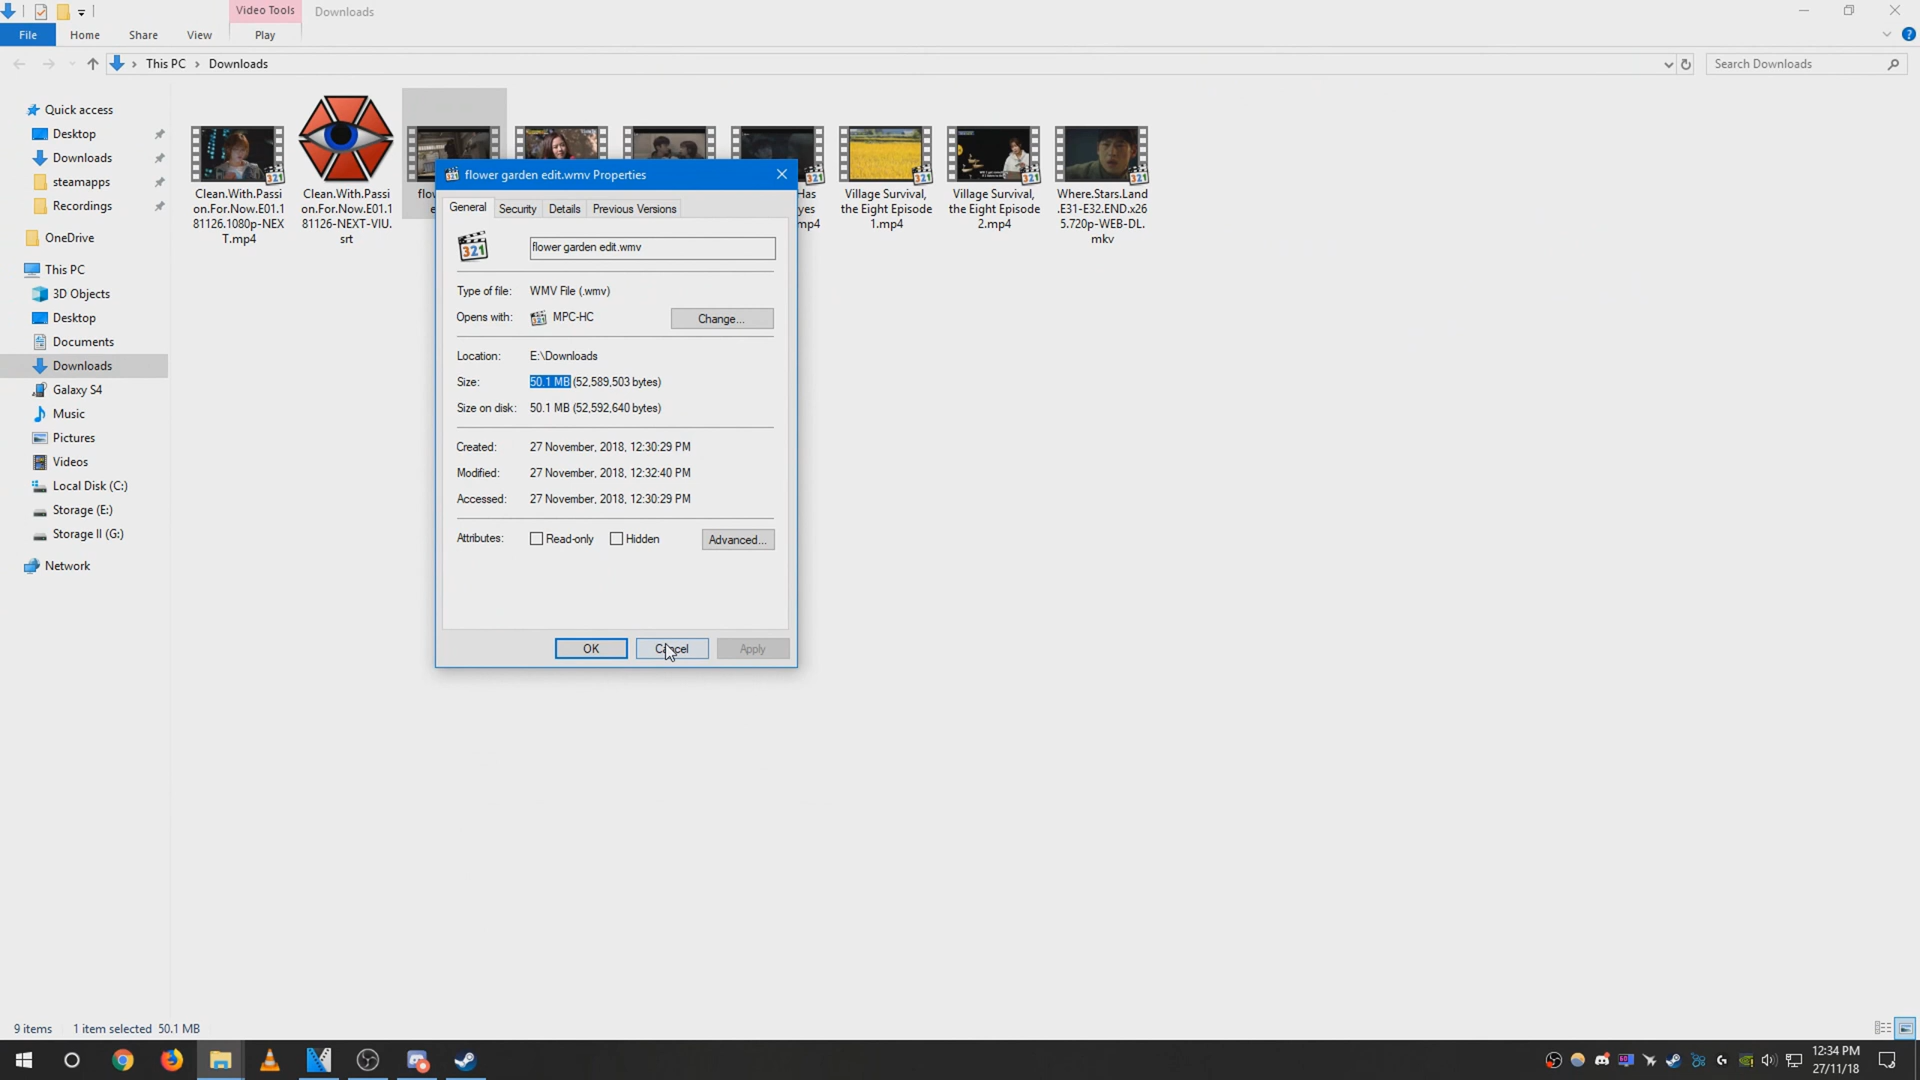 Video Tools
Downloads
File
Home
Share
View
Play
This PC
Downloads
Search Downloads
Quick access
Desktop
Downloads
steamapps
Recordings
OneDrive
This PC
3D Objects
Desktop
Documents
Downloads
Galaxy S4
Music
Pictures
Videos
Local Disk (C:)
Storage (E:)
Storage II (G:)
Network
Clean.With.Passi
on.For.Now.E01.1
81126.1080p-NEX
T.mp4
Clean.With.Passi
on.For.Now.E01.1
81126-NEXT-VIU.
srt
Village Survival,
the Eight Episode
1.mp4
Village Survival,
the Eight Episode
2.mp4
Where.Stars.Land
.E31-E32.END.x26
5.720p-WEB-DL.
mkv
flower garden edit.wmv Properties
General
Security
Details
Previous Versions
321
flower garden edit.wmv
Type of file: WMV File (.wmv)
Opens with: MPC-HC
Change...
Location: E:\Downloads
Size: 50.1 MB (52,589,503 bytes)
Size on disk: 50.1 MB (52,592,640 bytes)
Created: 27 November, 2018, 12:30:29 PM
Modified: 27 November, 2018, 12:32:40 PM
Accessed: 27 November, 2018, 12:30:29 PM
Attributes: Read-only Hidden
Advanced...
OK
Cancel
Apply
9 items 1 item selected 50.1 MB
12:34 PM
27/11/18